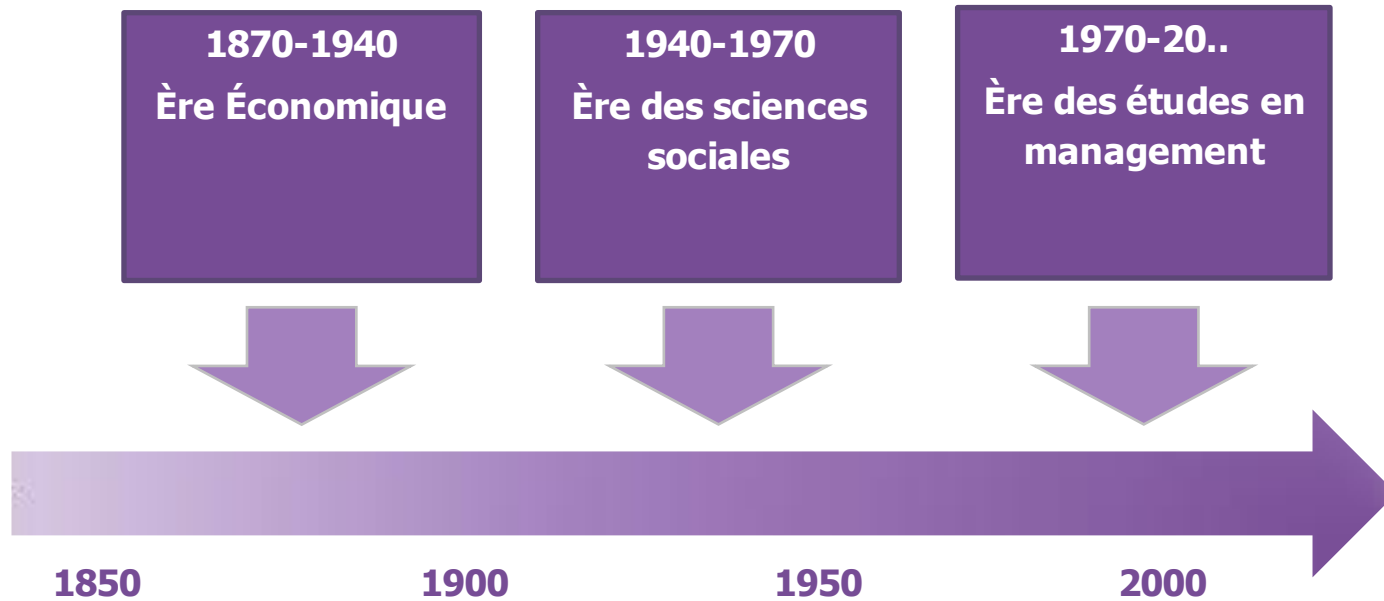 1870-1940
Ère Économique
1940-1970
Ère des sciences
sociales
1970-20..
Ère des études en
management
1850
1900
1950
2000